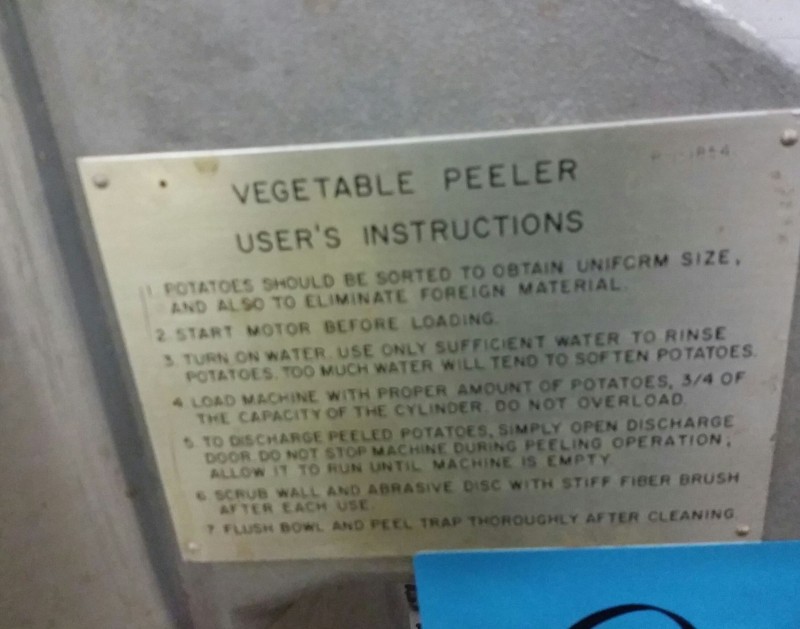 VEGETABLE PEELER
USER'S INSTRUCTIONS
1. POTATOES SHOULD BE SORTED TO OBTAIN UNIFORM SIZE,
AND ALSO TO ELIMINATE FOREIGN MATERIAL.
2. START MOTOR BEFORE LOADING.
3. TURN ON WATER. USE ONLY SUFFICIENT WATER TO RINSE
POTATOES. TOO MUCH WATER WILL TEND TO SOFTEN POTATOES.
4. LOAD MACHINE WITH PROPER AMOUNT OF POTATOES, 3/4 OF
THE CAPACITY OF THE CYLINDER. DO NOT OVERLOAD.
5. TO DISCHARGE PEELED POTATOES, SIMPLY OPEN DISCHARGE
DOOR. DO NOT STOP MACHINE DURING PEELING OPERATION,
ALLOW IT TO RUN UNTIL MACHINE IS EMPTY.
6. SCRUB WALL AND ABRASIVE DISC WITH STIFF FIBER BRUSH
AFTER EACH USE.
7. FLUSH BOWL AND PEEL TRAP THOROUGHLY AFTER CLEANING.